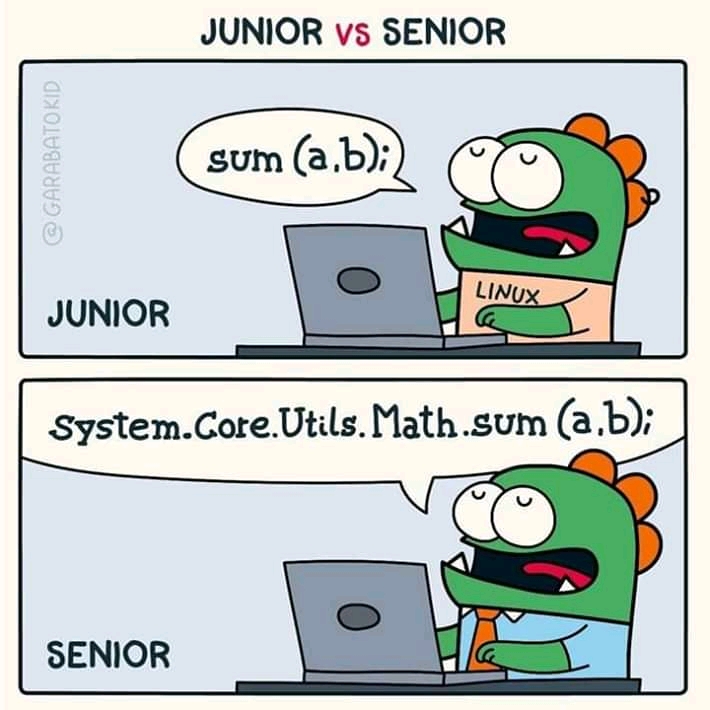 JUNIOR VS SENIOR
@GARABATOKID
sum (a,b);
LINUX
JUNIOR
system.Core.Utils.Math.sum (a,b);
SENIOR